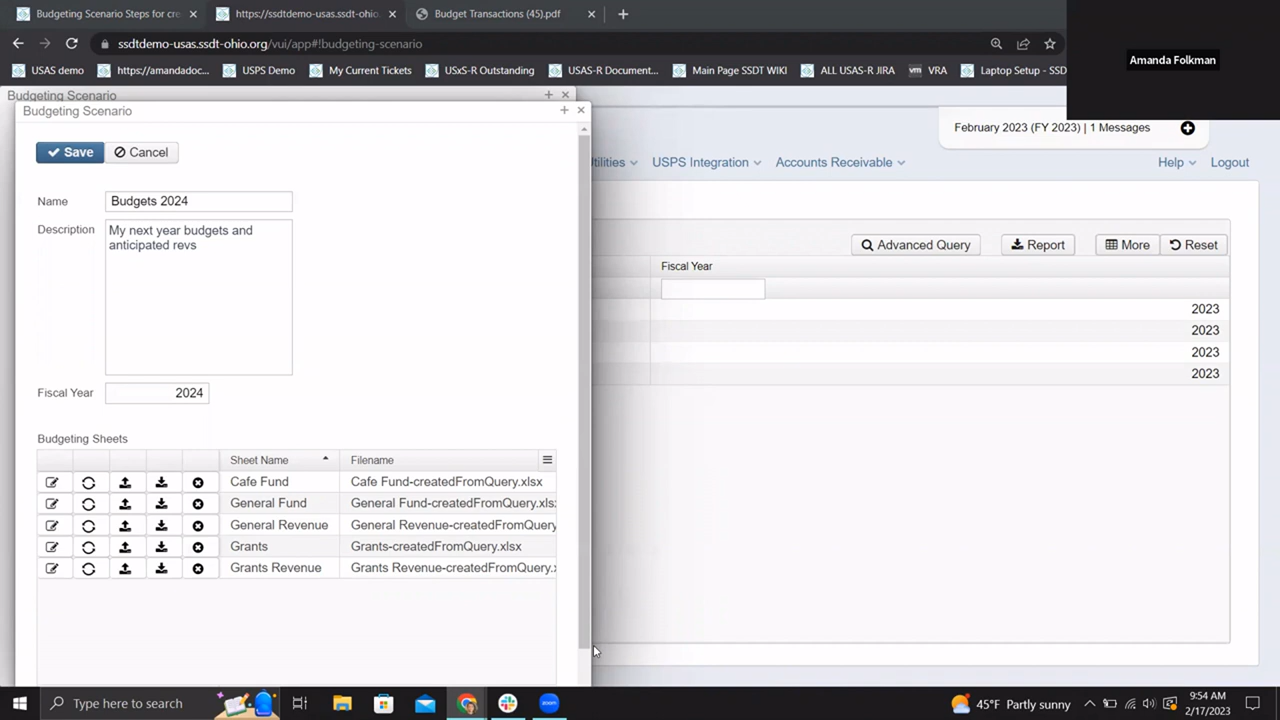 Budgeting Scenario Steps for cre
https://ssdtdemo-usas.ssdt-ohio.
Budget Transactions (45).pdf
ssdtdemo-usas.ssdt-ohio.org/vui/app#!budgeting-scenario
USAS demo
https://amandadoc...
USPS Demo
My Current Tickets
USxS-R Outstanding
USAS-R Document...
Main Page SSDT WIKI
ALL USAS-R JIRA
VRA
Laptop Setup - SSD
Amanda Folkman
Budgeting Scenario
Budgeting Scenario
February 2023 (FY 2023) | 1 Messages
Utilities
USPS Integration
Accounts Receivable
Help
Logout
Save
Cancel
Name
Budgets 2024
Description
My next year budgets and
anticipated revs
Advanced Query
Report
More
Reset
Fiscal Year
2023
2023
2023
2023
Fiscal Year
2024
Budgeting Sheets
Sheet Name
Filename
Cafe Fund
Cafe Fund-createdFromQuery.xlsx
General Fund
General Fund-createdFromQuery.xls
General Revenue
General Revenue-createdFromQuery
Grants
Grants-createdFromQuery.xlsx
Grants Revenue
Grants Revenue-createdFromQuery.x
Type here to search
zoom
45°F Partly sunny
9:54 AM
2/17/2023